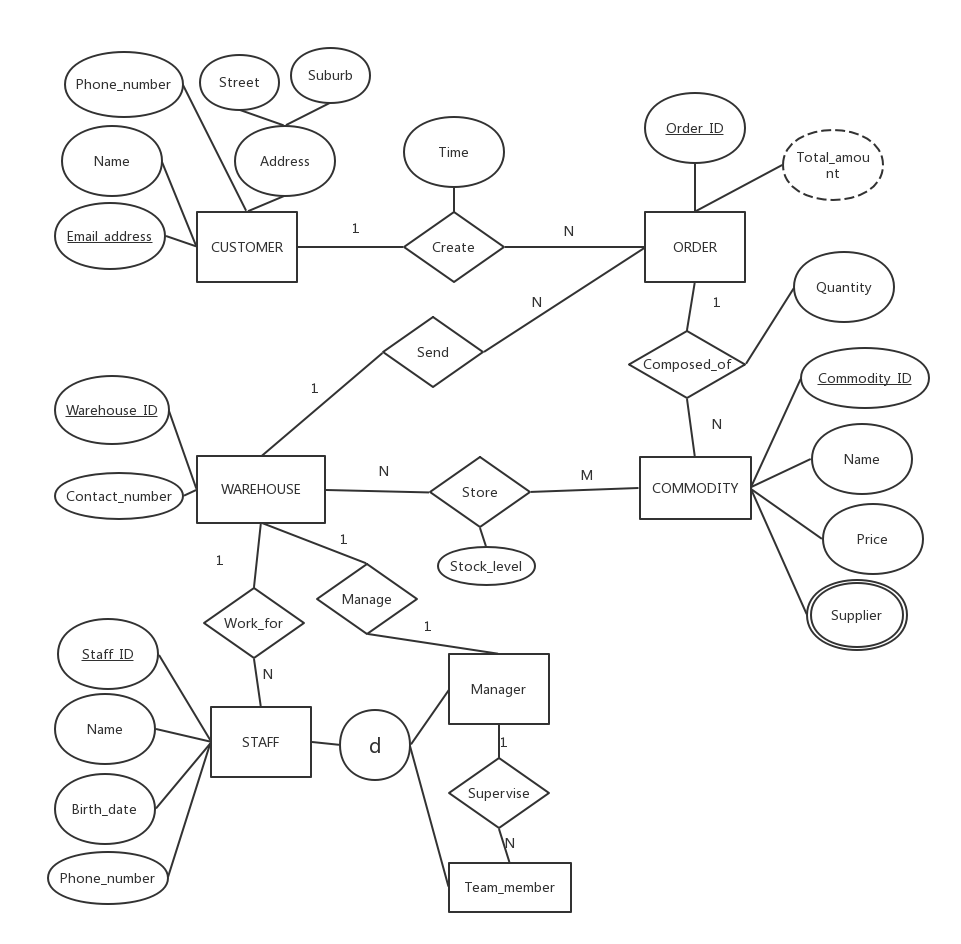 Phone_number
Street
Suburb
Name
Address
Time
Order_ID
Total_amou
nt
Email_address
CUSTOMER
1
Create
N
ORDER
Quantity
N
1
Send
Composed_of
Commodity_ID
1
Warehouse_ID
N
Name
Contact_number
WAREHOUSE
N
Store
M
COMMODITY
Price
1
1
Stock_level
Manage
Supplier
Work_for
1
Staff_ID
N
Manager
Name
STAFF
d
1
Supervise
Birth_date
N
Phone_number
Team_member